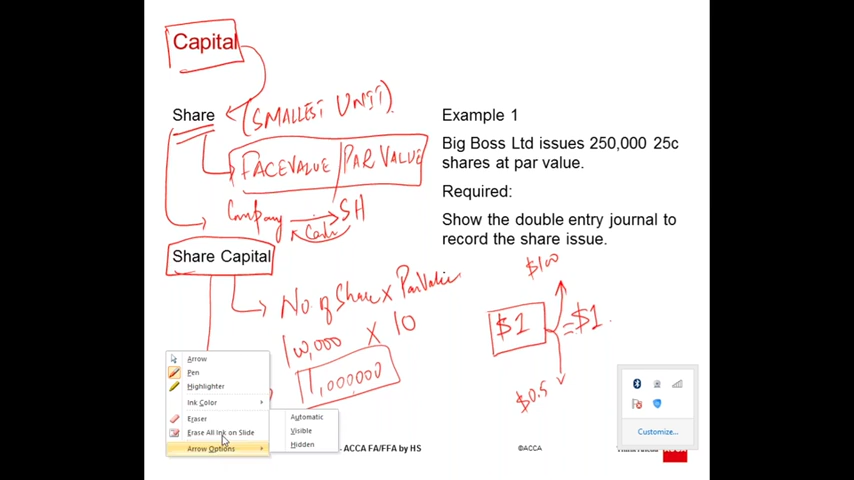 Capital
Share
(SMALLEST UNIT)
FACEVALUE/PAR VALUE
Company → SH
Cash
Share Capital
No of Share x ParValue
100,000 x 10
11,000000
Example 1
Big Boss Ltd issues 250,000 25c
shares at par value.
Required:
Show the double entry journal to
record the share issue.
$100
$1 = $1
$0.5
Arrow
Pen
Highlighter
Ink Color
Eraser
Erase All Ink on Slide
Arrow Options
Automatic
Visible
Hidden
- ACCA FA/FFA by HS
©ACCA
Customize...